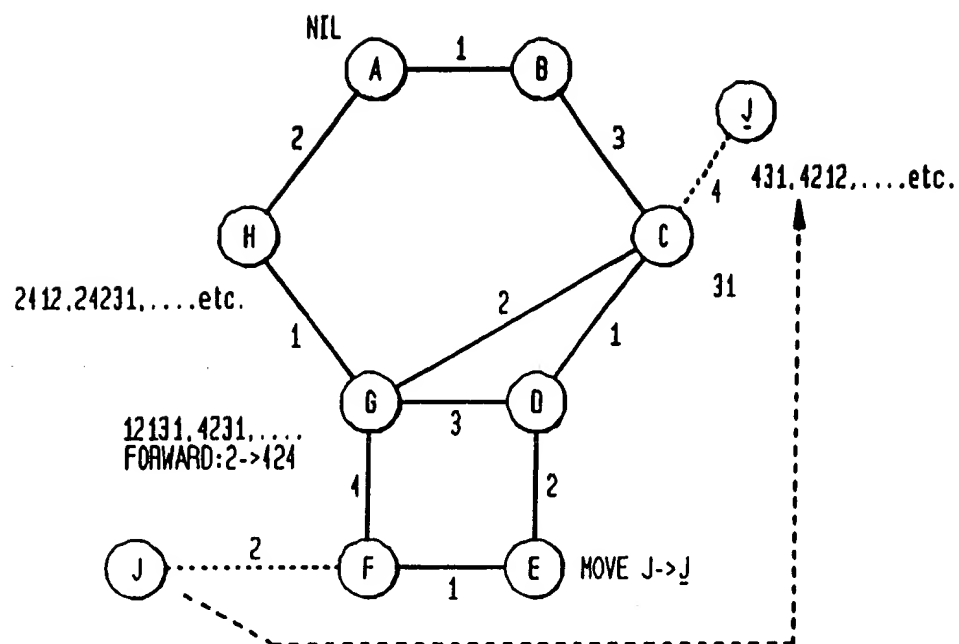 NIL
A
1
B
J
2
3
4
431,4212,....etc.
H
C
31
2412,24231,.....etc.
2
1
1
G
3
D
12131,4231,.....
FORWARD:2->424
4
2
J
2
F
1
E
MOVE J->J